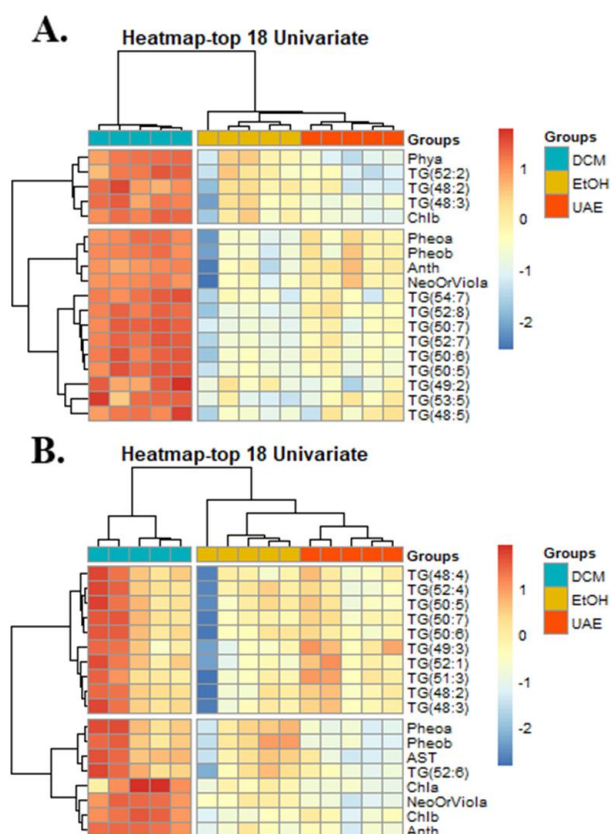 A.
Heatmap-top 18 Univariate
Groups
Phya
TG(52:2)
TG(48:2)
TG(48:3)
Chlb
Pheoa
Pheob
Anth
NeoOrViola
TG(54:7)
TG(52:8)
TG(50:7)
TG(52:7)
TG(50:6)
TG(50:5)
TG(49:2)
TG(53:5)
TG(48:5)
1
0
-1
-2
Groups
DCM
EtOH
UAE
B.
Heatmap-top 18 Univariate
Groups
TG(48:4)
TG(52:4)
TG(50:5)
TG(50:7)
TG(50:6)
TG(49:3)
TG(52:1)
TG(51:3)
TG(48:2)
TG(48:3)
Pheoa
Pheob
AST
TG(52:6)
Chla
NeoOrViola
Chlb
Anth
1
0
-1
-2
Groups
DCM
EtOH
UAE